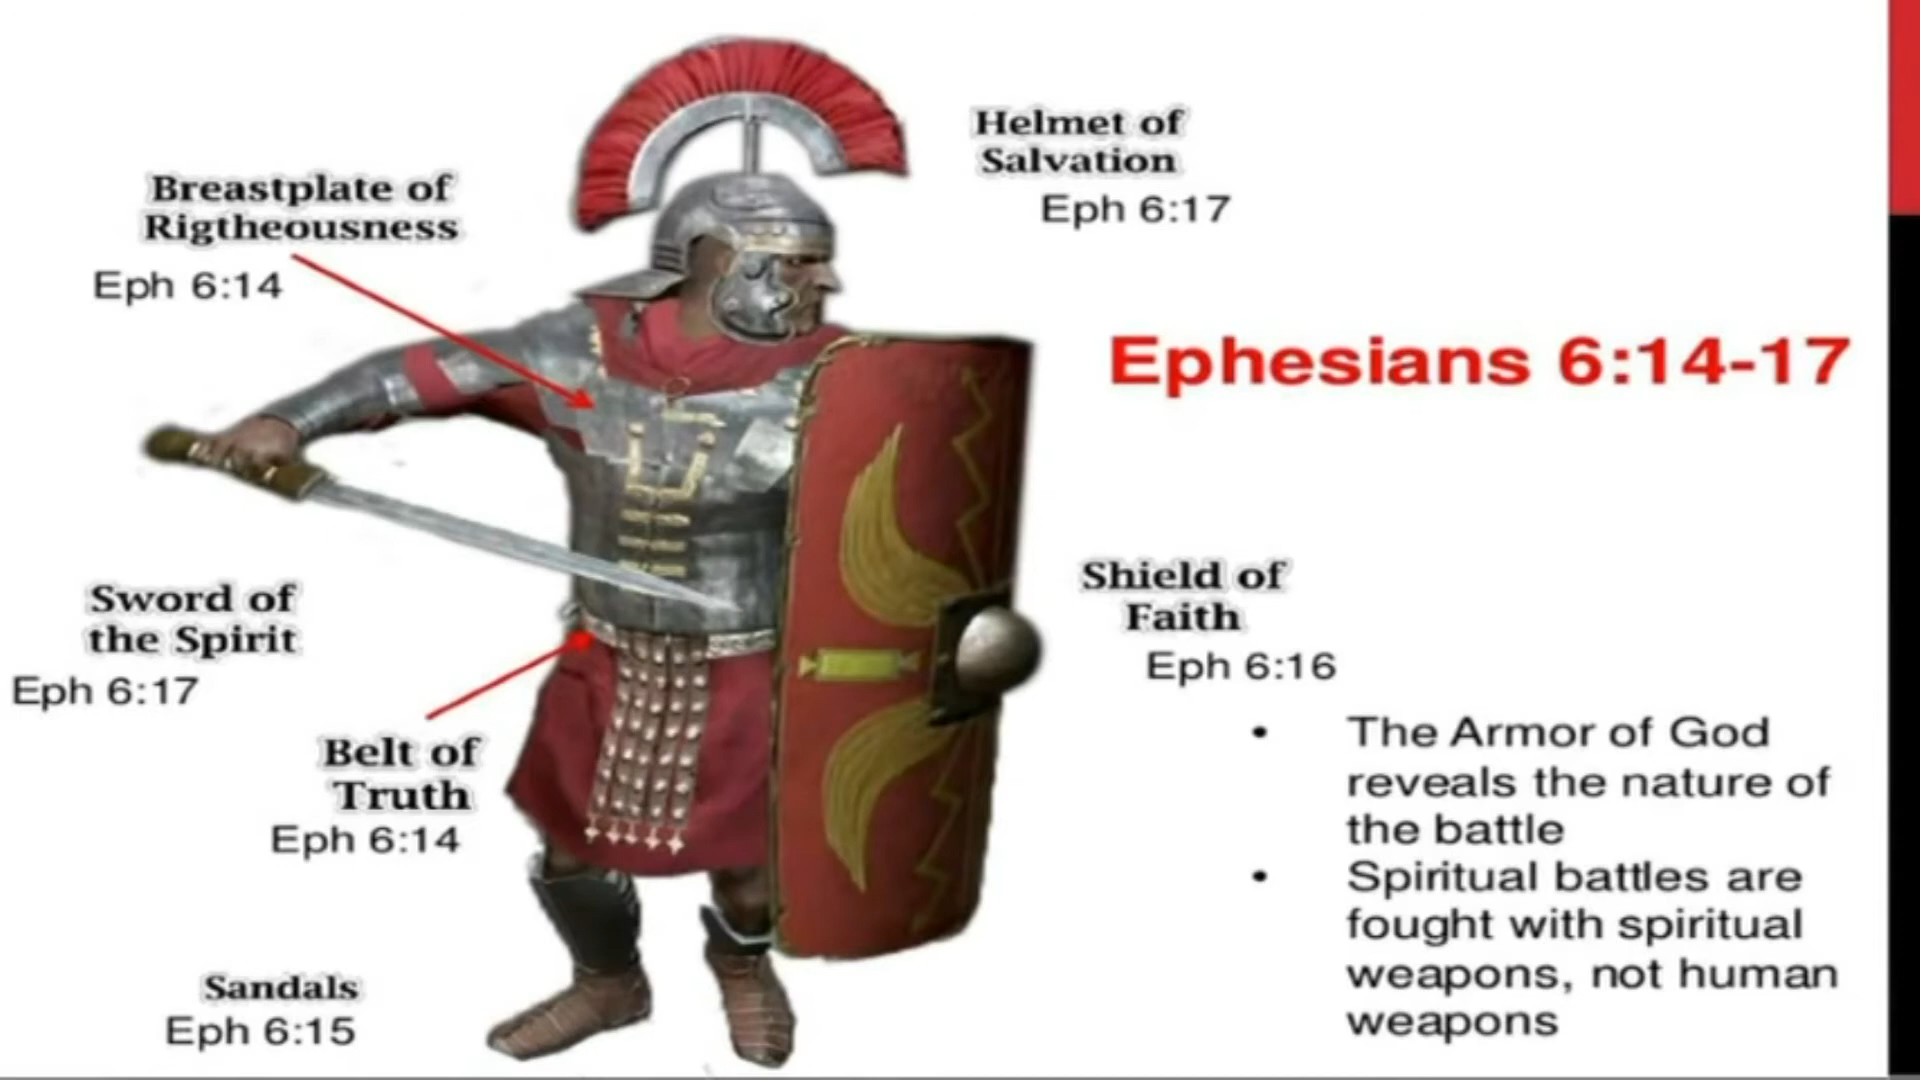 Helmet of
Salvation
Eph 6:17
Breastplate of
Rigtheousness
Eph 6:14
Ephesians 6:14-17
Sword of
the Spirit
Eph 6:17
Shield of
Faith
Eph 6:16
Belt of
Truth
Eph 6:14
• The Armor of God
reveals the nature of
the battle
• Spiritual battles are
fought with spiritual
weapons, not human
weapons
Sandals
Eph 6:15